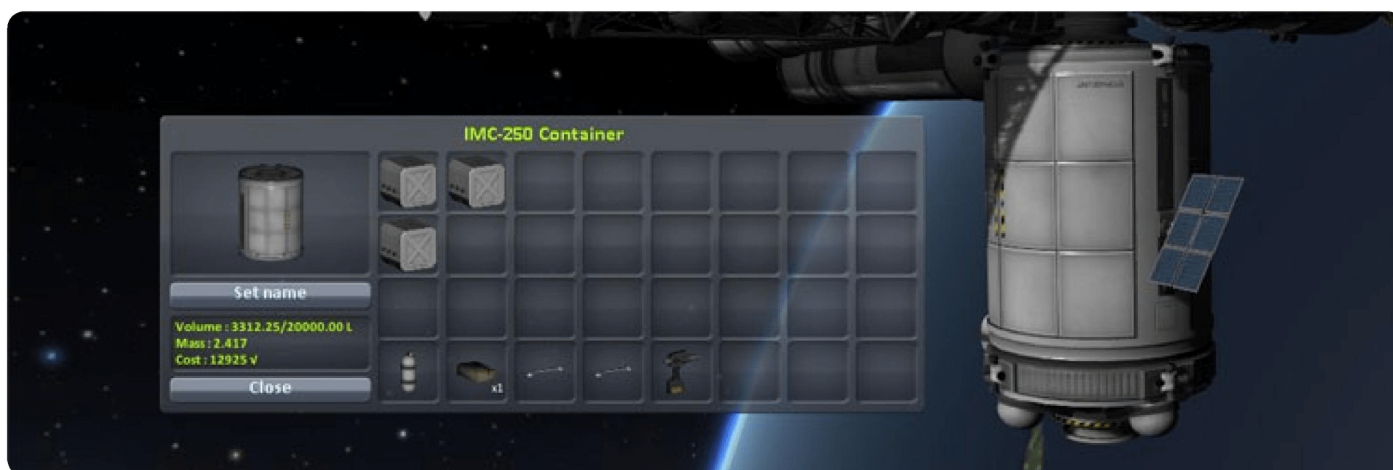 IMC-250 Container
Set name
Volume : 3312.25/20000.00 L
Mass : 2.417
Cost : 12925 √
Close
x1